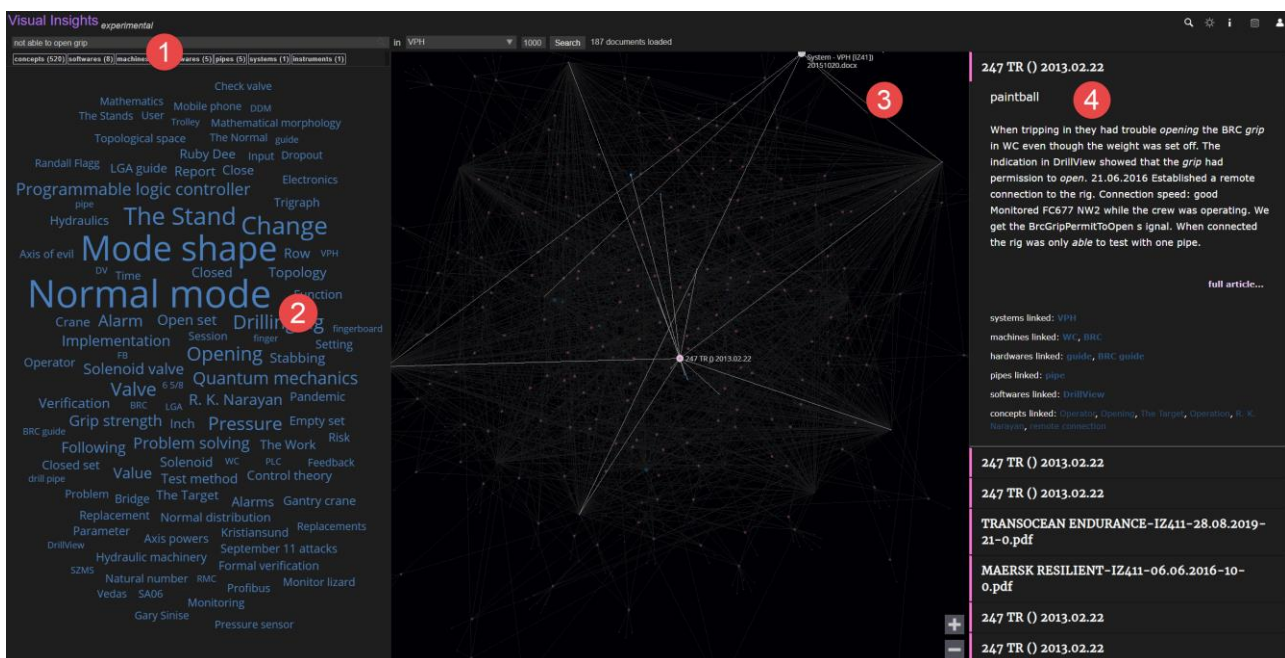 Visual Insights experimental
not able to open grip
in VPH ▼ 1000 Search 187 documents loaded
1
concepts (520) softwares (8) machines wares (5) pipes (5) systems (1) instruments (1)
Check valve
Mathematics Mobile phone DDM
The Stands User Trolley Mathematical morphology
Topological space The Normal guide
Ruby Dee Input Dropout
Randall Flagg LGA guide Report Close
Electronics
Programmable logic controller
pipe Trigraph
Hydraulics The Stand Change
Axis of evil Mode shape Row VPH
DV Time Closed Topology
Normal mode Function
2
Crane Alarm Open set Drilling
fingerboard
Implementation Session finger Setting
FB
Operator Solenoid valve Opening Stabbing
Valve 6 5/8 Quantum mechanics
Verification BRC LGA R. K. Narayan Pandemic
Grip strength Inch Pressure Empty set
BRC guide Following Problem solving The Work Risk
Closed set Solenoid WC PLC Feedback
drill pipe Value Test method Control theory
Problem Bridge The Target Alarms Gantry crane
Replacement Normal distribution
Parameter Axis powers Kristiansund Replacements
DrillView Hydraulic machinery September 11 attacks
SZMS Formal verification
Natural number RMC Profibus Monitor lizard
Vedas SA06 Monitoring
Gary Sinise
Pressure sensor
System - VPH [IZ41])
20151020.docx
3
247 TR () 2013.02.22
+
−
247 TR () 2013.02.22
paintball
4
When tripping in they had trouble opening the BRC grip
in WC even though the weight was set off. The
indication in DrillView showed that the grip had
permission to open. 21.06.2016 Established a remote
connection to the rig. Connection speed: good
Monitored FC677 NW2 while the crew was operating. We
get the BrcGripPermitToOpen s ignal. When connected
the rig was only able to test with one pipe.
full article...
systems linked: VPH
machines linked: WC, BRC
hardwares linked: guide, BRC guide
pipes linked: pipe
softwares linked: DrillView
concepts linked: Operator, Opening, The Target, Operation, R. K.
Narayan, remote connection
247 TR () 2013.02.22
247 TR () 2013.02.22
TRANSOCEAN ENDURANCE-IZ411-28.08.2019-
21-0.pdf
MAERSK RESILIENT-IZ411-06.06.2016-10-
0.pdf
247 TR () 2013.02.22
247 TR () 2013.02.22